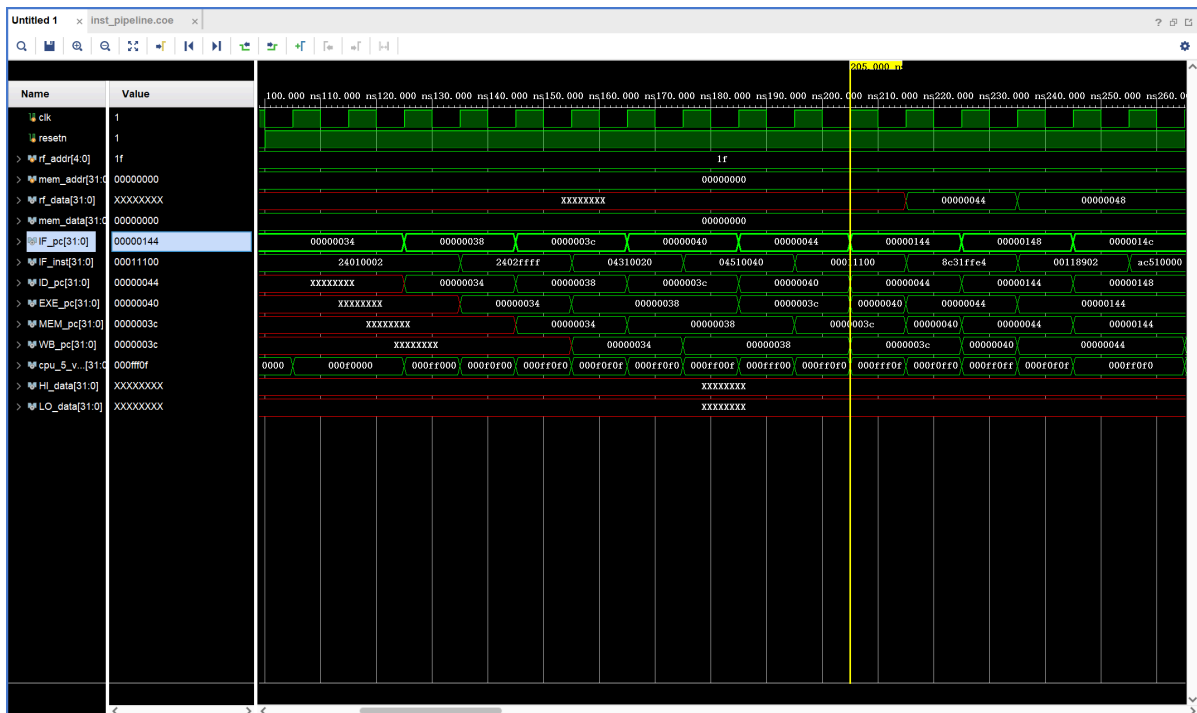 Untitled 1 × inst_pipeline.coe ×
?
205.000 ns
Name Value
100.000 ns 110.000 ns 120.000 ns 130.000 ns 140.000 ns 150.000 ns 160.000 ns 170.000 ns 180.000 ns 190.000 ns 200.000 ns 210.000 ns 220.000 ns 230.000 ns 240.000 ns 250.000 ns 260.0
clk 1
resetn 1
> rf_addr[4:0] 1f 1f
> mem_addr[31:0 00000000 00000000
> rf_data[31:0] XXXXXXXX XXXXXXXX 00000044 00000048
> mem_data[31:0 00000000 00000000
> IF_pc[31:0] 00000144 00000034 00000038 0000003c 00000040 00000044 00000144 00000148 0000014c
> IF_inst[31:0] 00011100 24010002 2402ffff 04310020 04510040 00011100 8c31ffe4 00118902 ac510000
> ID_pc[31:0] 00000044 XXXXXXXX 00000034 00000038 0000003c 00000040 00000044 00000144 00000148
> EXE_pc[31:0] 00000040 XXXXXXXX 00000034 00000038 0000003c 00000040 00000044 00000144
> MEM_pc[31:0] 0000003c XXXXXXXX 00000034 00000038 0000003c 00000040 00000044 00000144
> WB_pc[31:0] 0000003c XXXXXXXX 00000034 00000038 0000003c 00000040 00000044
> cpu_5_v...[31:0 000fff0f 0000 000f0000 000ff000 000f0f00 000ff0f0 000f0f0f 000ff0f0 000ff00f 000ff00f 000ff0f0 000fff0f 000ff0f0 000ff0ff 000f0f0f 000ff0f0
> HI_data[31:0] XXXXXXXX XXXXXXXX
> LO_data[31:0] XXXXXXXX XXXXXXXX